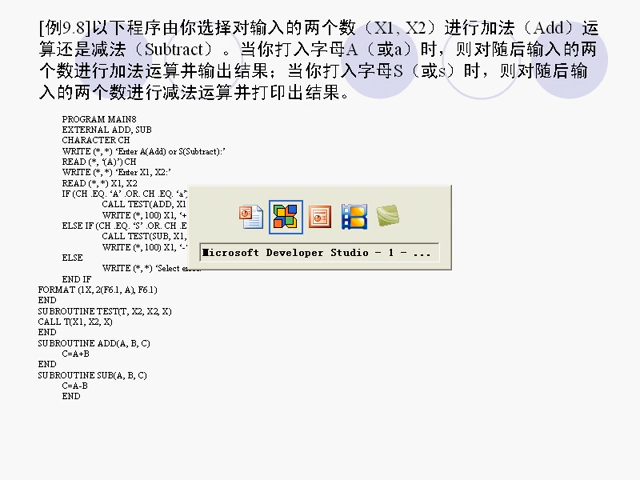 [例9.8]以下程序由你选择对输入的两个数（X1, X2）进行加法（Add）运
算还是减法（Subtract）。当你打入字母A（或a）时，则对随后输入的两
个数进行加法运算并输出结果；当你打入字母S（或s）时，则对随后输
入的两个数进行减法运算并打印出结果。
PROGRAM MAIN8
EXTERNAL ADD, SUB
CHARACTER CH
WRITE (*, *) ‘Enter A(Add) or S(Subtract):’
READ (*, ‘(A)’) CH
WRITE (*, *) ‘Enter X1, X2:’
READ (*, *) X1, X2
IF (CH .EQ. ‘A’ .OR. CH .EQ. ‘a’
CALL TEST(ADD, X1
WRITE (*, 100) X1, ‘+
ELSE IF (CH .EQ. ‘S’ .OR. CH .E
CALL TEST(SUB, X1,
WRITE (*, 100) X1, ‘-‘
ELSE
WRITE (*, *) ‘Select
END IF
FORMAT (1X, 2(F6.1, A), F6.1)
END
SUBROUTINE TEST(T, X2, X2, X)
CALL T(X1, X2, X)
END
SUBROUTINE ADD(A, B, C)
C=A+B
END
SUBROUTINE SUB(A, B, C)
C=A-B
END
Microsoft Developer Studio - 1 - ...